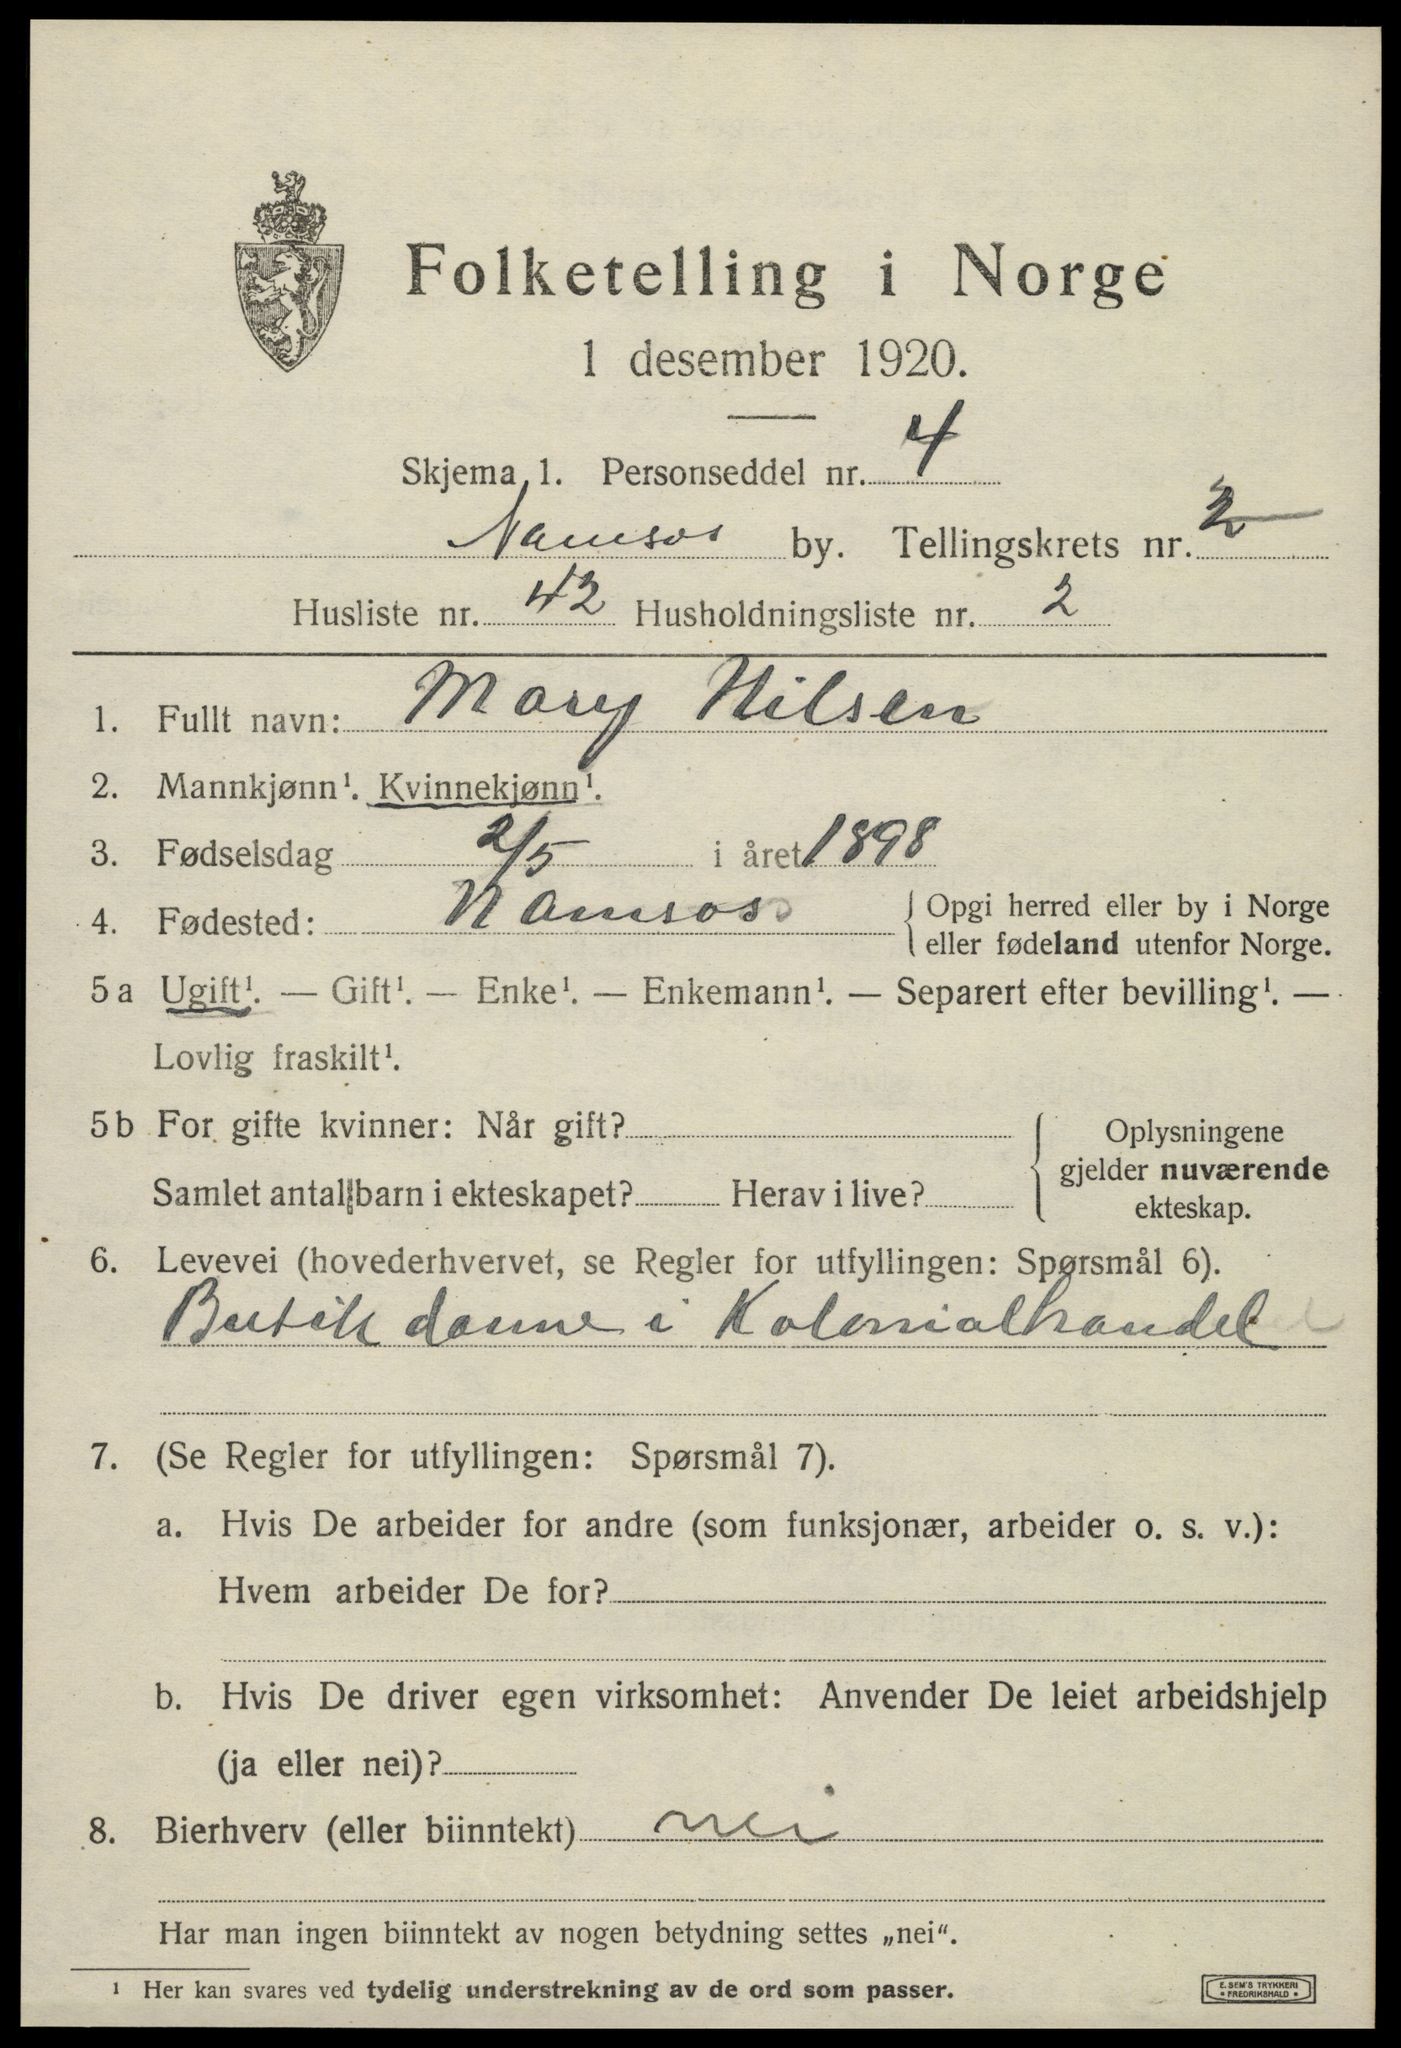 Folketelling i Norge
1 desember 1920.
Skjema 1. Personseddel nr. 4
Namsos by. Tellingskrets nr. 2
Husliste nr. 42 Husholdningsliste nr. 2
1. Fullt navn: Mary Nilsen
2. Mannkjønn¹. Kvinnekjønn¹.
3. Fødselsdag 2/5 i året 1898
4. Fødested: Namsos { Opgi herred eller by i Norge
eller fødeland utenfor Norge.
5a Ugift¹. — Gift¹. — Enke¹. — Enkemann¹. — Separert efter bevilling¹. —
Lovlig fraskilt¹.
5b For gifte kvinner: Når gift? { Oplysningene
gjelder nuværende
Samlet antall barn i ekteskapet? Herav i live? ekteskap.
6. Levevei (hovederhvervet, se Regler for utfyllingen: Spørsmål 6).
Butik dame i Kolonialhandel
7. (Se Regler for utfyllingen: Spørsmål 7).
a. Hvis De arbeider for andre (som funksjonær, arbeider o. s. v.):
Hvem arbeider De for?
b. Hvis De driver egen virksomhet: Anvender De leiet arbeidshjelp
(ja eller nei)?
8. Bierhverv (eller biinntekt) nei
Har man ingen biinntekt av nogen betydning settes „nei“.
¹ Her kan svares ved tydelig understrekning av de ord som passer.
E. SEM'S TRYKKERI
• FREDRIKSHALD •